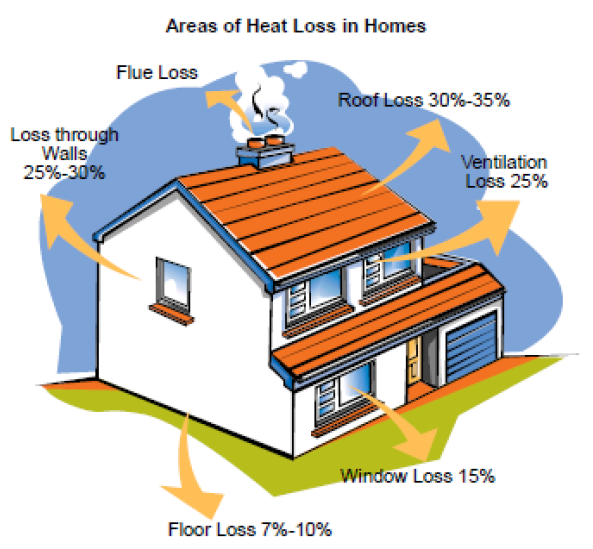 Areas of Heat Loss in Homes
Flue Loss
Roof Loss 30%-35%
Loss through
Walls
25%-30%
Ventilation
Loss 25%
Window Loss 15%
Floor Loss 7%-10%